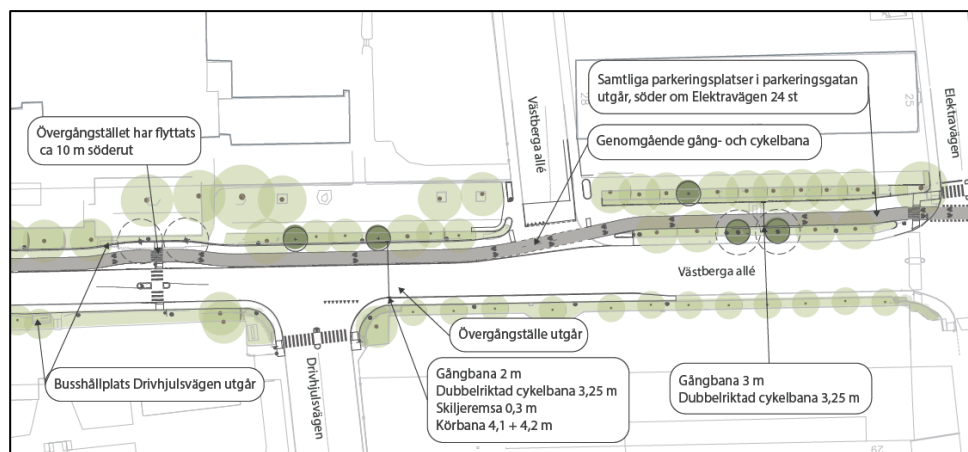 Övergångstället har flyttats
ca 10 m söderut
Västberga allé
Samtliga parkeringsplatser i parkeringsgatan
utgår, söder om Elektravägen 24 st
Genomgående gång- och cykelbana
28
25
Elektravägen
Västberga allé
Busshållplats Drivhjulsvägen utgår
Drivhjulsvägen
Övergångställe utgår
Gångbana 2 m
Dubbelriktad cykelbana 3,25 m
Skiljeremsa 0,3 m
Körbana 4,1 + 4,2 m
Gångbana 3 m
Dubbelriktad cykelbana 3,25 m
29